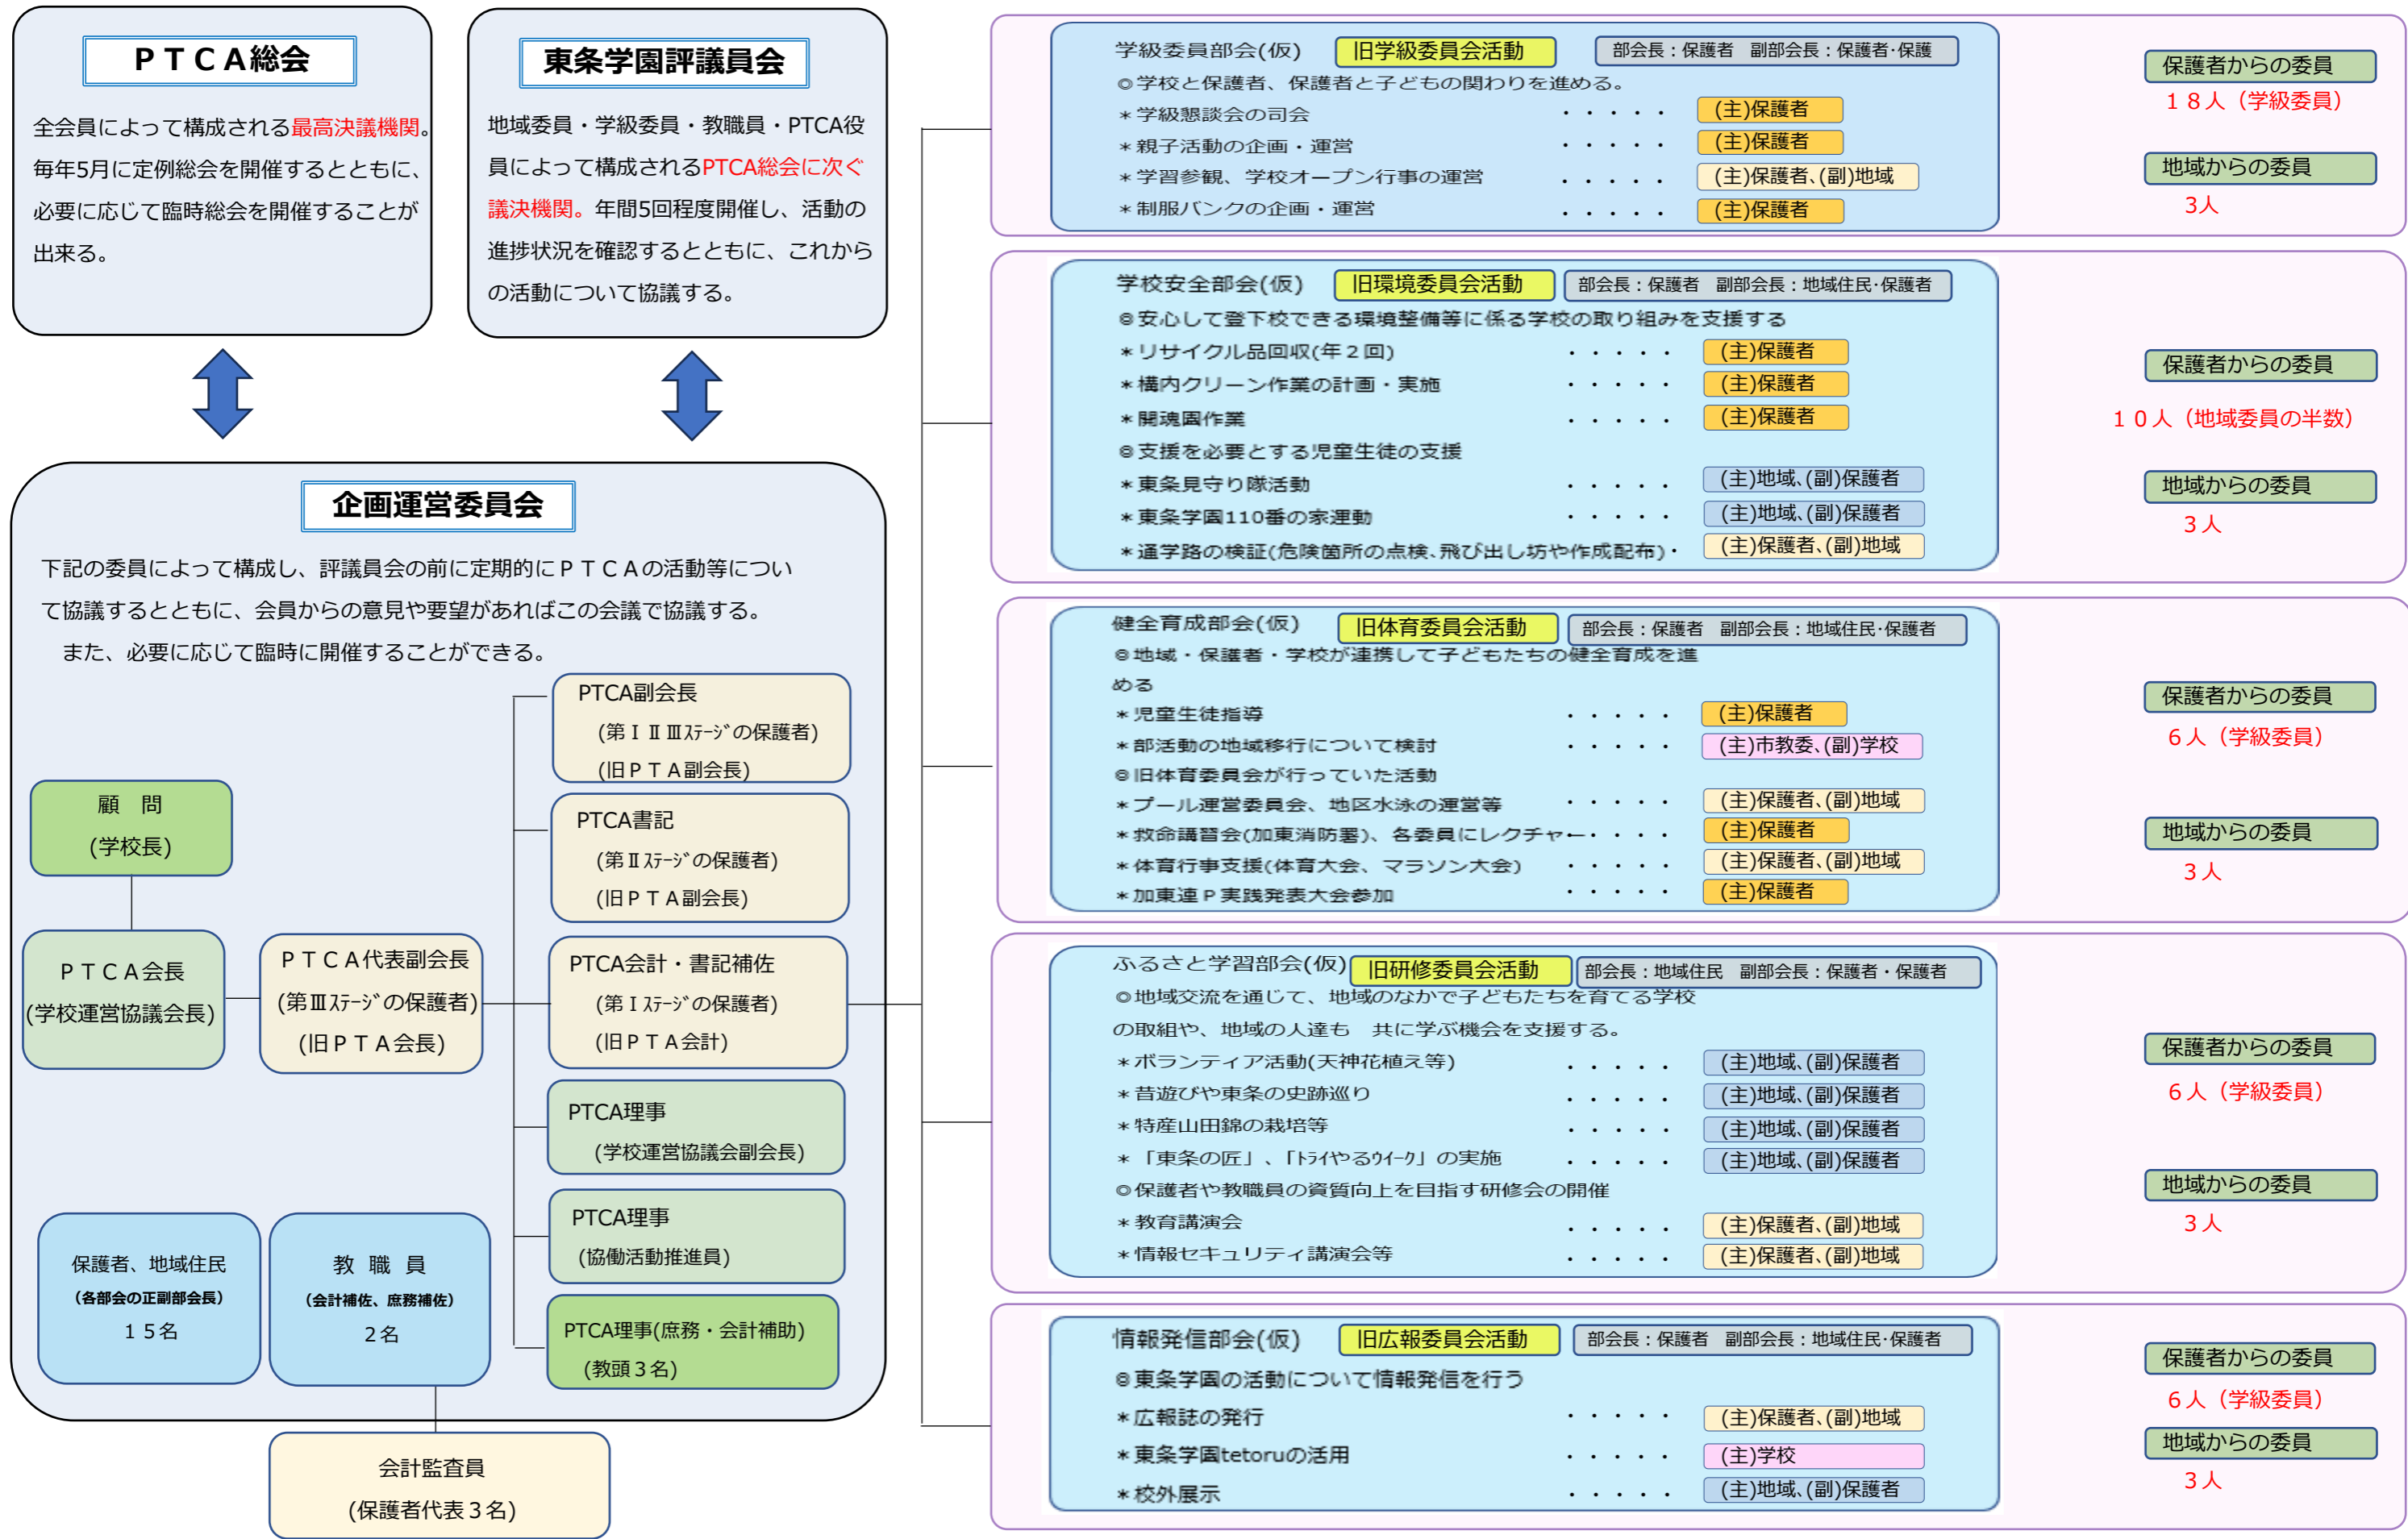 ＰＴＣＡ総会
全会員によって構成される最高決議機関。
毎年5月に定例総会を開催するとともに、
必要に応じて臨時総会を開催することが
出来る。
東条学園評議員会
地域委員・学級委員・教職員・PTCA役
員によって構成されるPTCA総会に次ぐ
議決機関。年間5回程度開催し、活動の
進捗状況を確認するとともに、これから
の活動について協議する。
企画運営委員会
下記の委員によって構成し、評議員会の前に定期的にＰＴＣＡの活動等につい
て協議するとともに、会員からの意見や要望があればこの会議で協議する。
また、必要に応じて臨時に開催することができる。
顧　問
(学校長)
ＰＴＣＡ会長
(学校運営協議会長)
ＰＴＣＡ代表副会長
(第Ⅲｽﾃｰｼﾞの保護者)
(旧ＰＴＡ会長)
PTCA副会長
(第ⅠⅡⅢｽﾃｰｼﾞの保護者)
(旧ＰＴＡ副会長)
PTCA書記
(第Ⅱｽﾃｰｼﾞの保護者)
(旧ＰＴＡ副会長)
PTCA会計・書記補佐
(第Ⅰｽﾃｰｼﾞの保護者)
(旧ＰＴＡ会計)
PTCA理事
(学校運営協議会副会長)
PTCA理事
(協働活動推進員)
PTCA理事(庶務・会計補助)
(教頭３名)
保護者、地域住民
（各部会の正副部会長）
１５名
教 職 員
（会計補佐、庶務補佐）
２名
会計監査員
(保護者代表３名)
学級委員部会(仮)　旧学級委員会活動　部会長：保護者　副部会長：保護者･保護
◎学校と保護者、保護者と子どもの関わりを進める。
＊学級懇談会の司会　・・・・・　(主)保護者
＊親子活動の企画・運営　・・・・・　(主)保護者
＊学習参観、学校オープン行事の運営　・・・・・　(主)保護者､(副)地域
＊制服バンクの企画・運営　・・・・・　(主)保護者
保護者からの委員
１８人（学級委員）
地域からの委員
3人
学校安全部会(仮)　旧環境委員会活動　部会長：保護者　副部会長：地域住民･保護者
◎安心して登下校できる環境整備等に係る学校の取り組みを支援する
＊リサイクル品回収(年２回)　・・・・・　(主)保護者
＊構内クリーン作業の計画・実施　・・・・・　(主)保護者
＊開魂園作業　・・・・・　(主)保護者
◎支援を必要とする児童生徒の支援
＊東条見守り隊活動　・・・・・　(主)地域､(副)保護者
＊東条学園110番の家運動　・・・・・　(主)地域､(副)保護者
＊通学路の検証(危険箇所の点検､飛び出し坊や作成配布)・　(主)保護者､(副)地域
保護者からの委員
１０人（地域委員の半数）
地域からの委員
３人
健全育成部会(仮)　旧体育委員会活動　部会長：保護者　副部会長：地域住民･保護者
◎地域・保護者・学校が連携して子どもたちの健全育成を進
める
＊児童生徒指導　・・・・・　(主)保護者
＊部活動の地域移行について検討　・・・・・　(主)市教委､(副)学校
◎旧体育委員会が行っていた活動
＊プール運営委員会、地区水泳の運営等　・・・・・　(主)保護者､(副)地域
＊救命講習会(加東消防署)、各委員にレクチャー・・・・・　(主)保護者
＊体育行事支援(体育大会、マラソン大会)　・・・・・　(主)保護者､(副)地域
＊加東連Ｐ実践発表大会参加　・・・・・　(主)保護者
保護者からの委員
６人（学級委員）
地域からの委員
３人
ふるさと学習部会(仮)　旧研修委員会活動　部会長：地域住民　副部会長：保護者・保護者
◎地域交流を通じて、地域のなかで子どもたちを育てる学校
の取組や、地域の人達も　共に学ぶ機会を支援する。
＊ボランティア活動(天神花植え等)　・・・・・　(主)地域､(副)保護者
＊昔遊びや東条の史跡巡り　・・・・・　(主)地域､(副)保護者
＊特産山田錦の栽培等　・・・・・　(主)地域､(副)保護者
＊「東条の匠」、「ﾄﾗｲやるｳｲｰｸ」の実施　・・・・・　(主)地域､(副)保護者
◎保護者や教職員の資質向上を目指す研修会の開催
＊教育講演会　・・・・・　(主)保護者､(副)地域
＊情報セキュリティ講演会等　・・・・・　(主)保護者､(副)地域
保護者からの委員
６人（学級委員）
地域からの委員
３人
情報発信部会(仮)　旧広報委員会活動　部会長：保護者　副部会長：地域住民･保護者
◎東条学園の活動について情報発信を行う
＊広報誌の発行　・・・・・　(主)保護者､(副)地域
＊東条学園tetoruの活用　・・・・・　(主)学校
＊校外展示　・・・・・　(主)地域､(副)保護者
保護者からの委員
６人（学級委員）
地域からの委員
３人